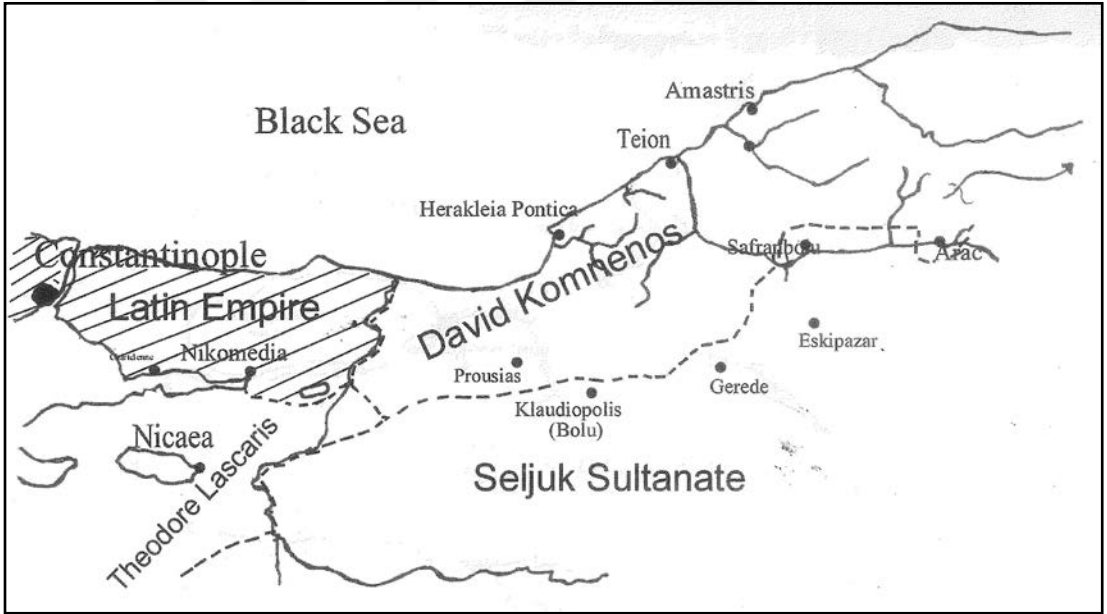 Amastris
Black Sea
Teion
Herakleia Pontica
Constantinople
Safranbolu
Arac
David Komnenos
Latin Empire
Nikomedia
Eskipazar
Prousias
Gerede
Klaudiopolis
(Bolu)
Nicaea
Theodore Lascaris
Seljuk Sultanate